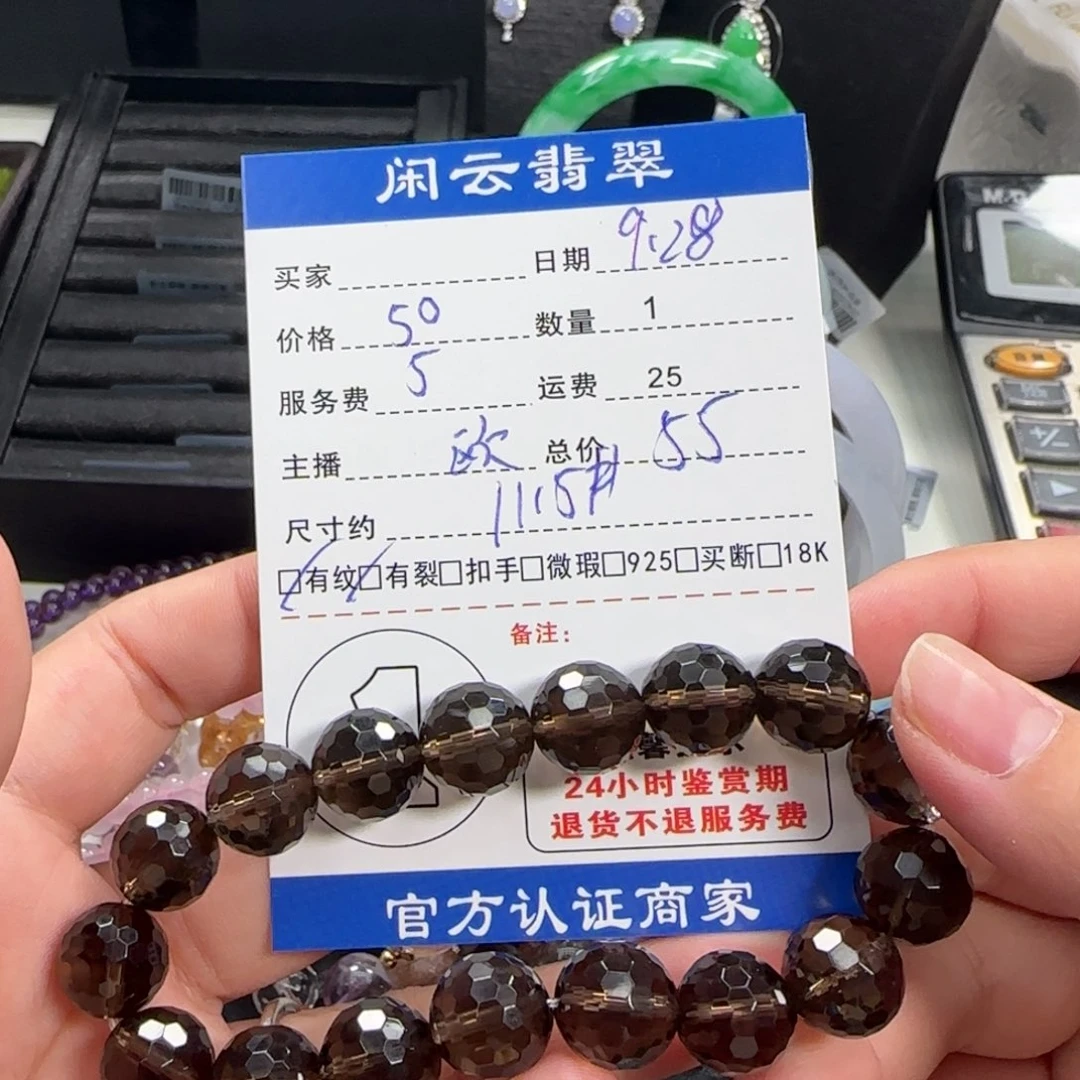 闲云翡翠
买家 日期 9.28
价格 50 数量 1
服务费 5 运费 25
主播 欧 总价 55
尺寸约 11.5#
□有纹□有裂□扣手□微瑕□925□买断□18K
备注:
1
24小时鉴赏期
退货不退服务费
官方认证商家